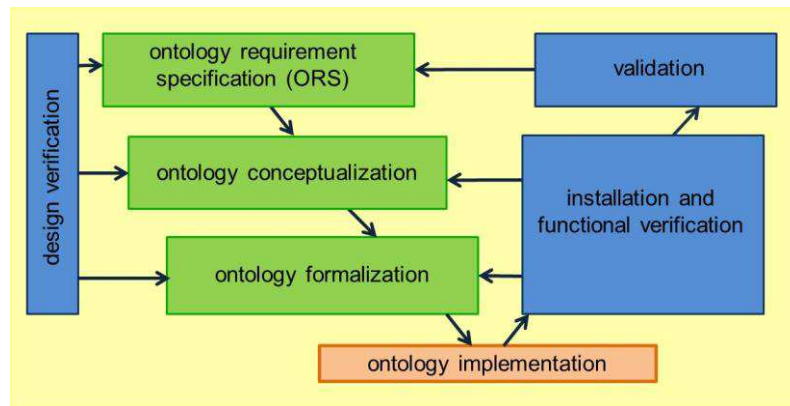 ontology requirement
specification (ORS)
validation
design verification
ontology conceptualization
installation and
functional verification
ontology formalization
ontology implementation